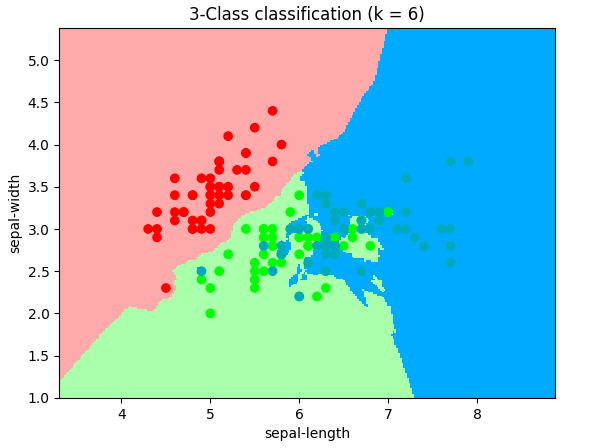 3-Class classification (k = 6)
5.0
4.5
4.0
3.5
3.0
2.5
2.0
1.5
1.0
sepal-width
4 5 6 7 8
sepal-length